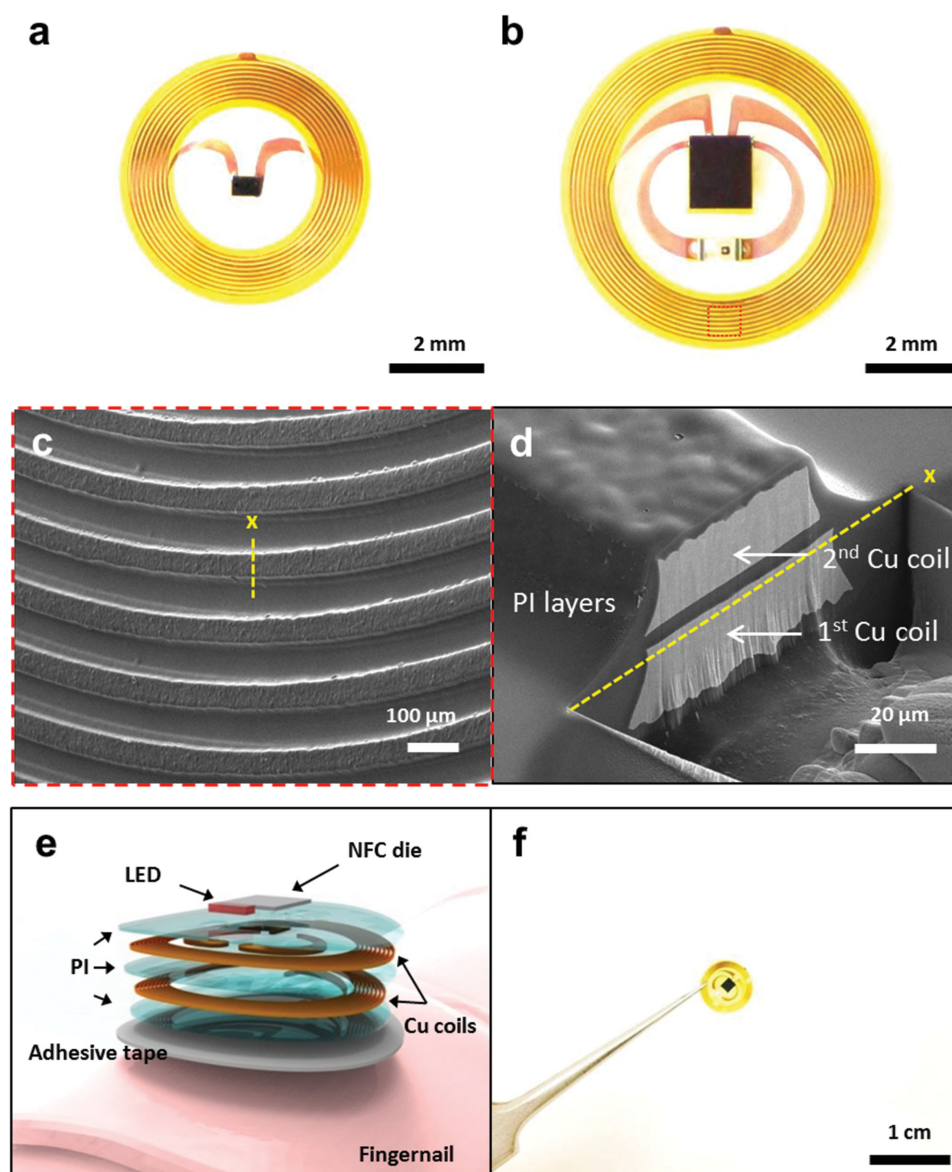 a
b
2 mm
2 mm
c
x
100 μm
d
x
2nd Cu coil
PI layers
1st Cu coil
20 μm
e
NFC die
LED
PI
Cu coils
Adhesive tape
Fingernail
f
1 cm